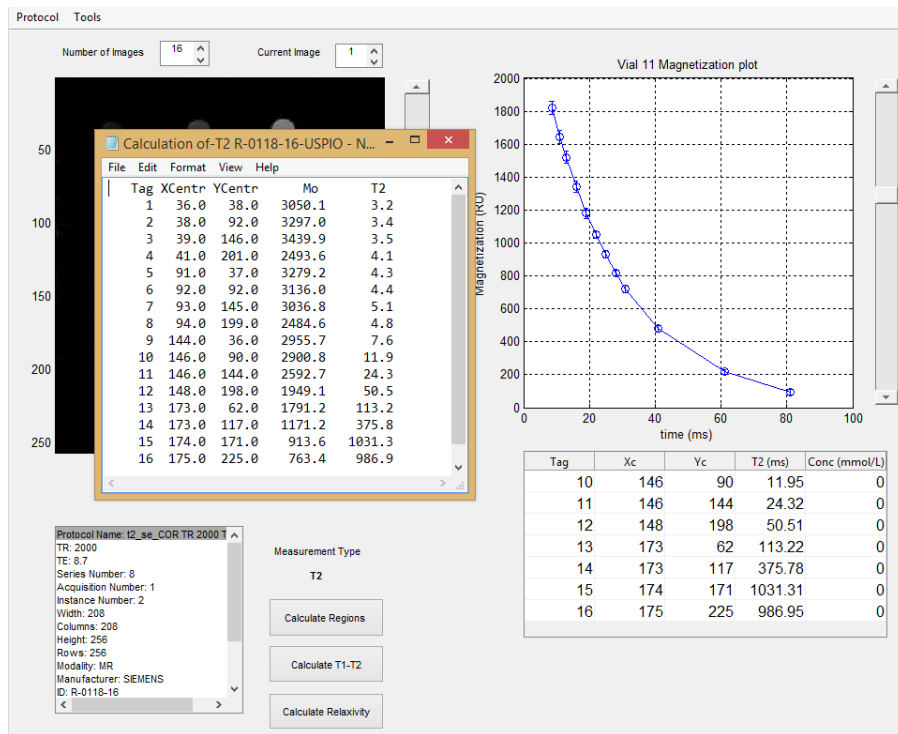 Protocol Tools
Number of Images 16 Current Image 1
50
100
150
200
250
Calculation of-T2 R-0118-16-USPIO - N...
File Edit Format View Help
Tag XCentr YCentr Mo T2
1 36.0 38.0 3050.1 3.2
2 38.0 92.0 3297.0 3.4
3 39.0 146.0 3439.9 3.5
4 41.0 201.0 2493.6 4.1
5 91.0 37.0 3279.2 4.3
6 92.0 92.0 3136.0 4.4
7 93.0 145.0 3036.8 5.1
8 94.0 199.0 2484.6 4.8
9 144.0 36.0 2955.7 7.6
10 146.0 90.0 2900.8 11.9
11 146.0 144.0 2592.7 24.3
12 148.0 198.0 1949.1 50.5
13 173.0 62.0 1791.2 113.2
14 173.0 117.0 1171.2 375.8
15 174.0 171.0 913.6 1031.3
16 175.0 225.0 763.4 986.9
Vial 11 Magnetization plot
Magnetization (RU)
2000
1800
1600
1400
1200
1000
800
600
400
200
0
0 20 40 60 80 100
time (ms)
Tag Xc Yc T2 (ms) Conc (mmol/L)
10 146 90 11.95 0
11 146 144 24.32 0
12 148 198 50.51 0
13 173 62 113.22 0
14 173 117 375.78 0
15 174 171 1031.31 0
16 175 225 986.95 0
Protocol Name: t2_se_COR TR 2000 T
TR: 2000
TE: 8.7
Series Number: 8
Acquisition Number: 1
Instance Number: 2
Width: 208
Columns: 208
Height: 256
Rows: 256
Modality: MR
Manufacturer: SIEMENS
ID: R-0118-16
Measurement Type
T2
Calculate Regions
Calculate T1-T2
Calculate Relaxivity